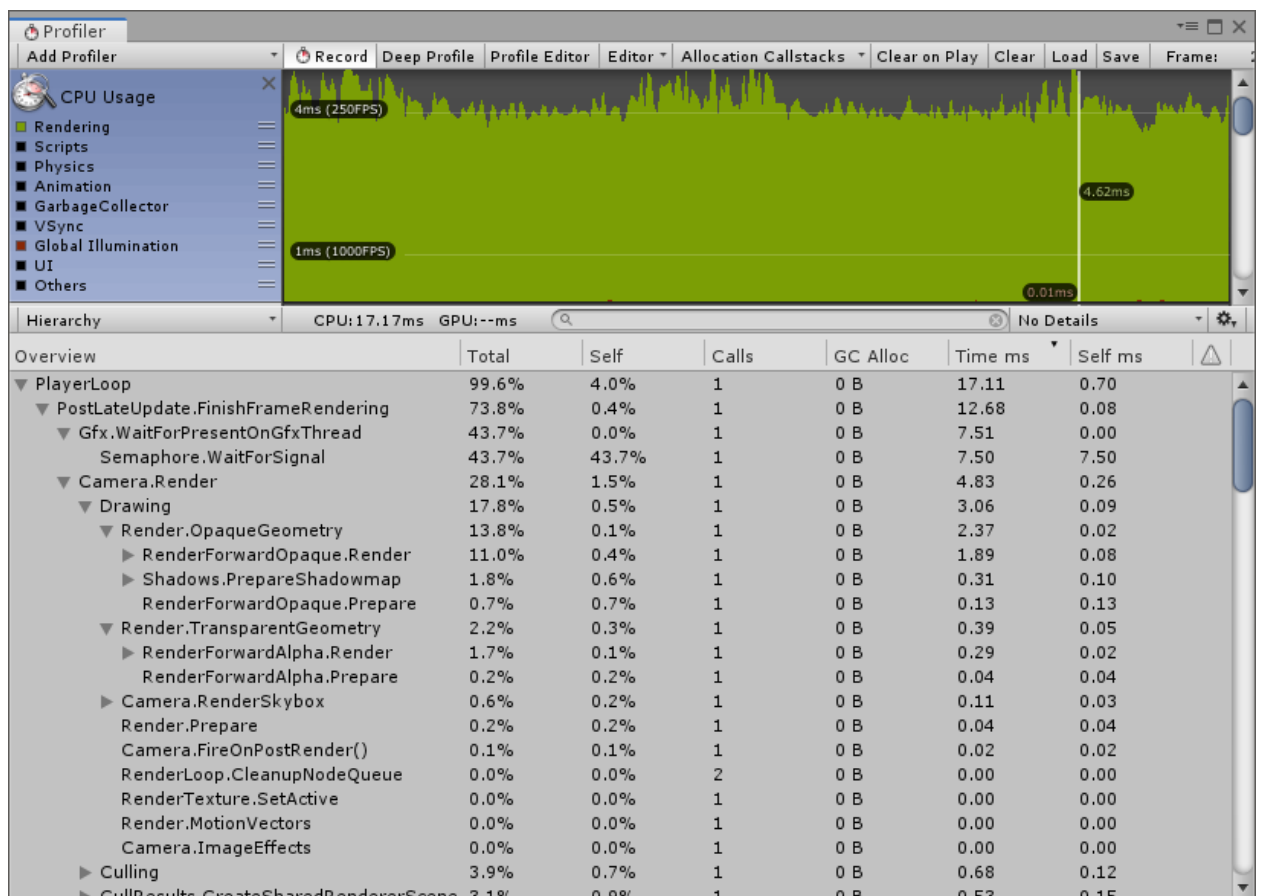 Profiler
Add Profiler Record Deep Profile Profile Editor Editor Allocation Callstacks Clear on Play Clear Load Save Frame:
CPU Usage
Rendering
Scripts
Physics
Animation
GarbageCollector
VSync
Global Illumination
UI
Others
4ms (250FPS)
4.62ms
1ms (1000FPS)
0.01ms
Hierarchy CPU:17.17ms GPU:--ms No Details
Overview Total Self Calls GC Alloc Time ms Self ms
PlayerLoop 99.6% 4.0% 1 0 B 17.11 0.70
PostLateUpdate.FinishFrameRendering 73.8% 0.4% 1 0 B 12.68 0.08
Gfx.WaitForPresentOnGfxThread 43.7% 0.0% 1 0 B 7.51 0.00
Semaphore.WaitForSignal 43.7% 43.7% 1 0 B 7.50 7.50
Camera.Render 28.1% 1.5% 1 0 B 4.83 0.26
Drawing 17.8% 0.5% 1 0 B 3.06 0.09
Render.OpaqueGeometry 13.8% 0.1% 1 0 B 2.37 0.02
RenderForwardOpaque.Render 11.0% 0.4% 1 0 B 1.89 0.08
Shadows.PrepareShadowmap 1.8% 0.6% 1 0 B 0.31 0.10
RenderForwardOpaque.Prepare 0.7% 0.7% 1 0 B 0.13 0.13
Render.TransparentGeometry 2.2% 0.3% 1 0 B 0.39 0.05
RenderForwardAlpha.Render 1.7% 0.1% 1 0 B 0.29 0.02
RenderForwardAlpha.Prepare 0.2% 0.2% 1 0 B 0.04 0.04
Camera.RenderSkybox 0.6% 0.2% 1 0 B 0.11 0.03
Render.Prepare 0.2% 0.2% 1 0 B 0.04 0.04
Camera.FireOnPostRender() 0.1% 0.1% 1 0 B 0.02 0.02
RenderLoop.CleanupNodeQueue 0.0% 0.0% 2 0 B 0.00 0.00
RenderTexture.SetActive 0.0% 0.0% 1 0 B 0.00 0.00
Render.MotionVectors 0.0% 0.0% 1 0 B 0.00 0.00
Camera.ImageEffects 0.0% 0.0% 1 0 B 0.00 0.00
Culling 3.9% 0.7% 1 0 B 0.68 0.12
CullResults.CreateSharedRendererScene 3.1% 0.9% 1 0 B 0.53 0.15